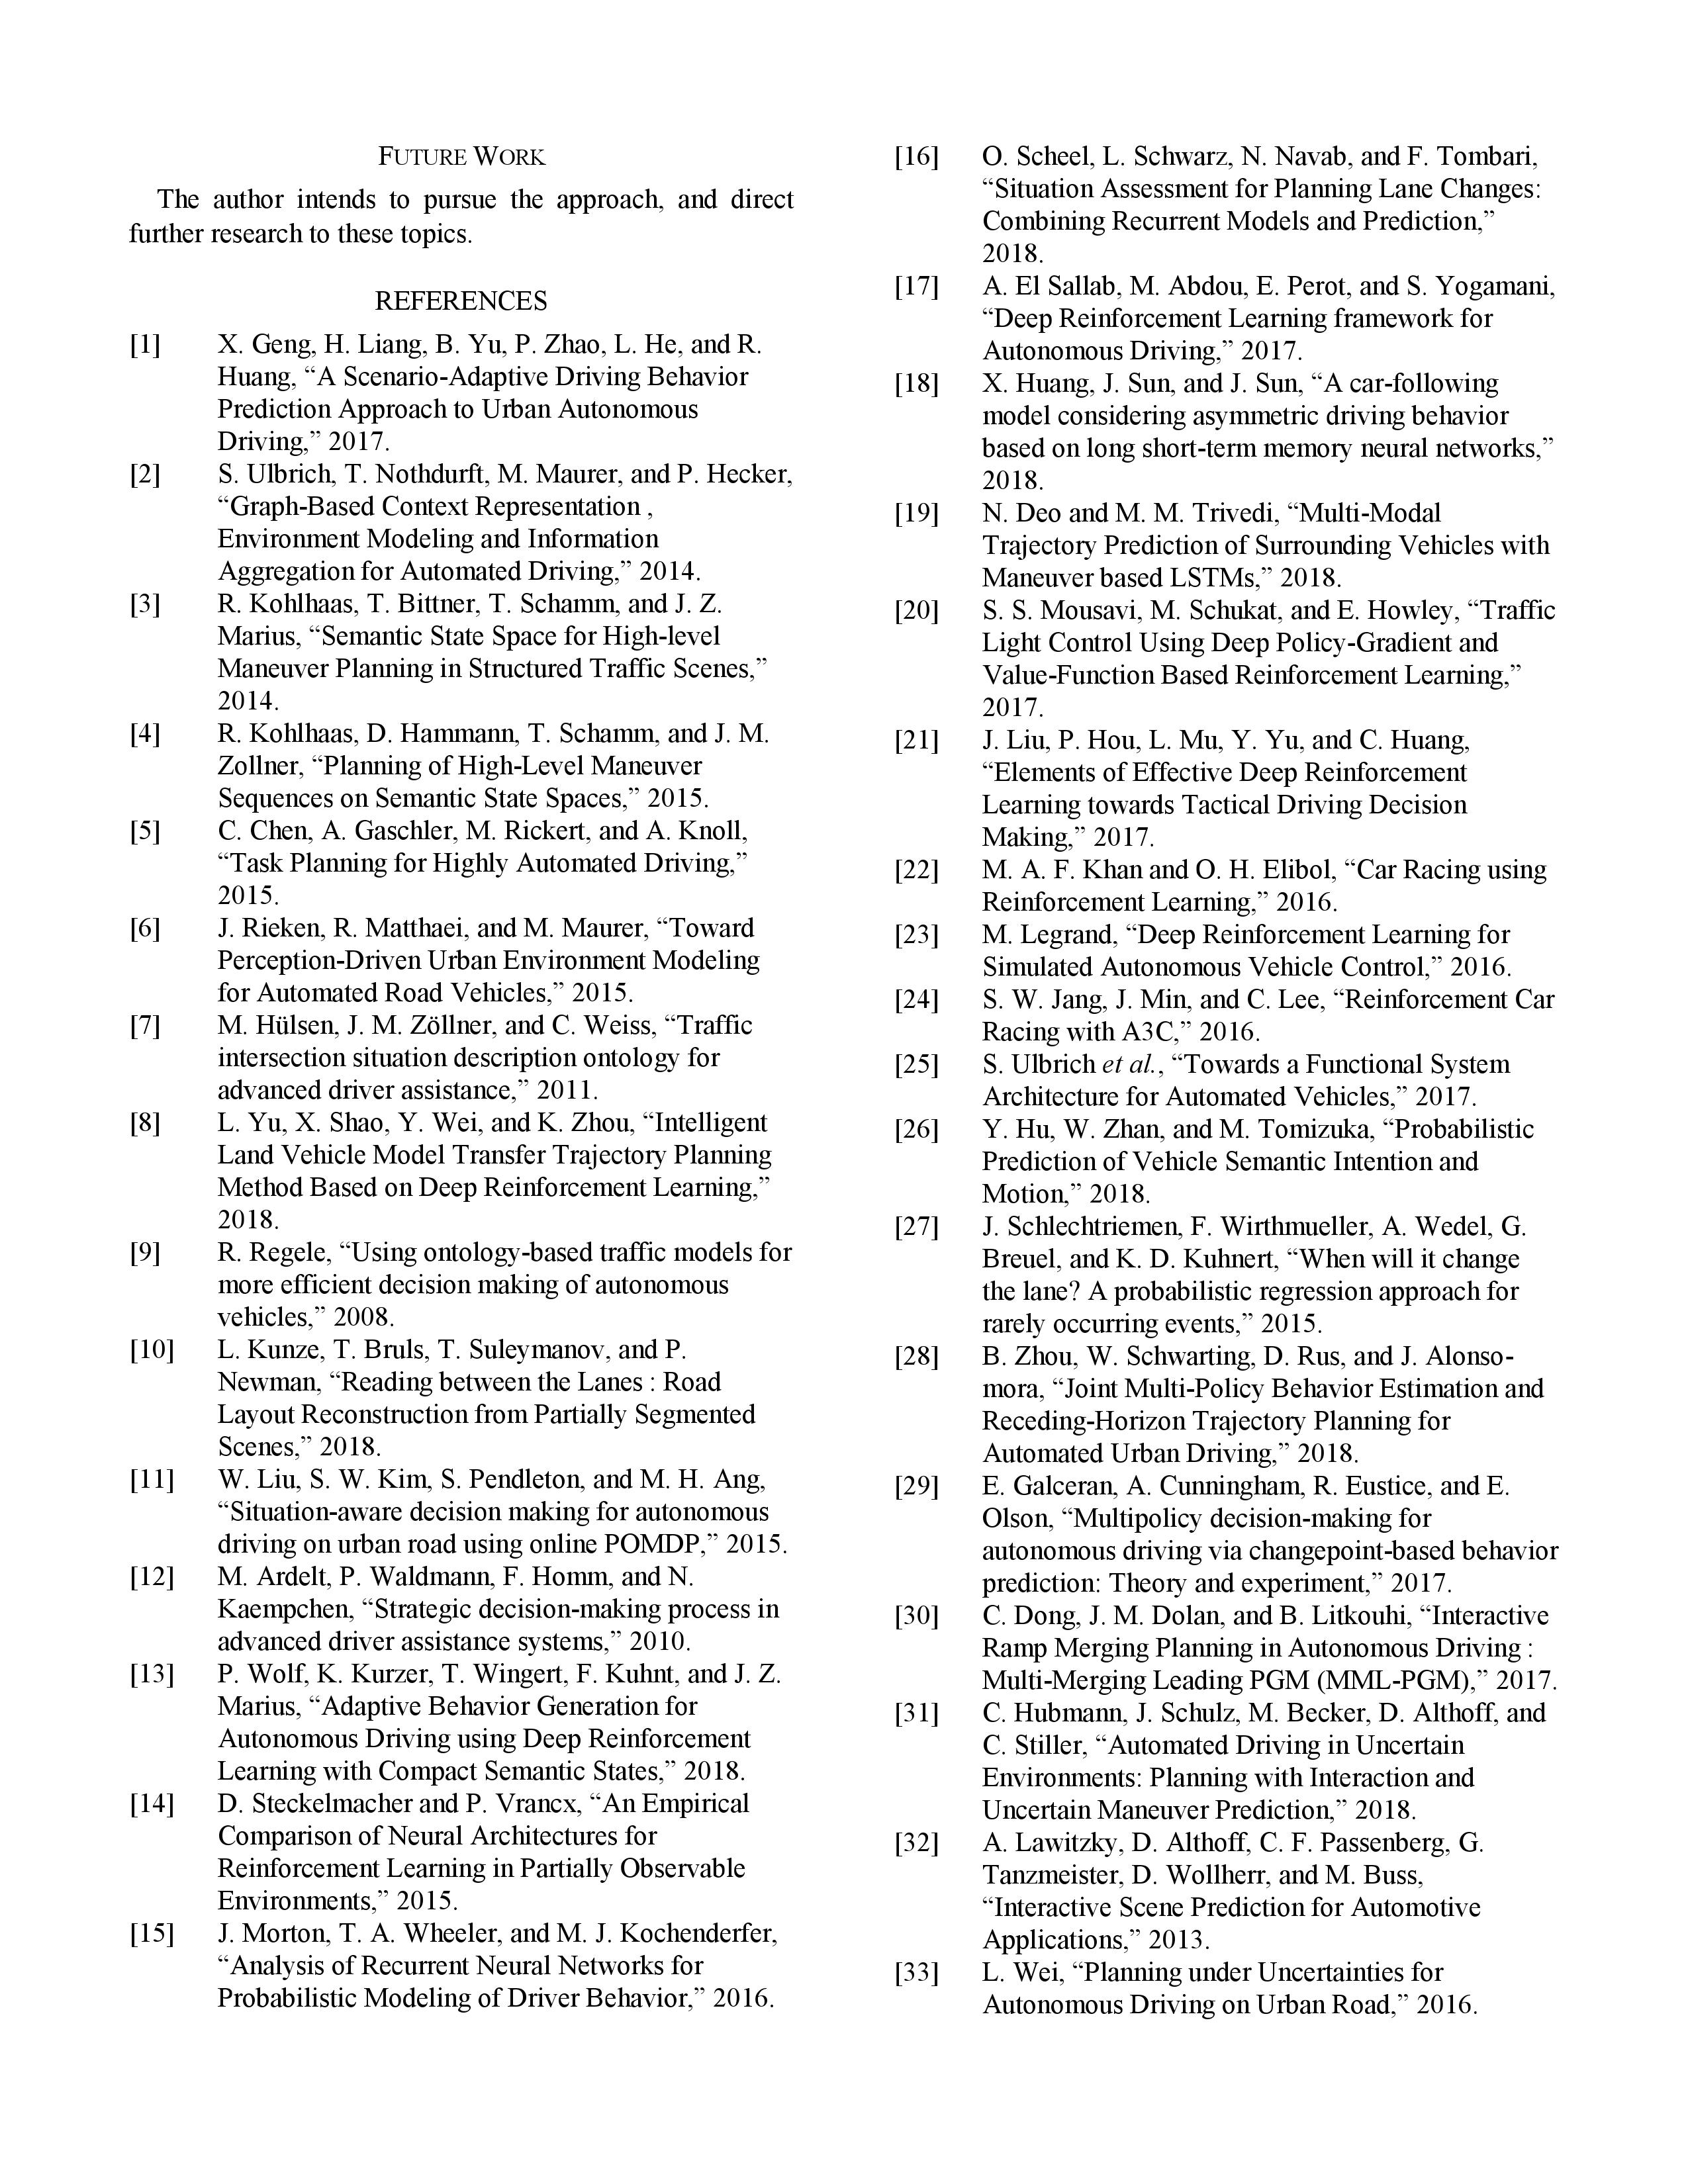 FUTURE WORK
The author intends to pursue the approach, and direct
further research to these topics.
REFERENCES
[1] X. Geng, H. Liang, B. Yu, P. Zhao, L. He, and R.
Huang, “A Scenario-Adaptive Driving Behavior
Prediction Approach to Urban Autonomous
Driving,” 2017.
[2] S. Ulbrich, T. Nothdurft, M. Maurer, and P. Hecker,
“Graph-Based Context Representation ,
Environment Modeling and Information
Aggregation for Automated Driving,” 2014.
[3] R. Kohlhaas, T. Bittner, T. Schamm, and J. Z.
Marius, “Semantic State Space for High-level
Maneuver Planning in Structured Traffic Scenes,”
2014.
[4] R. Kohlhaas, D. Hammann, T. Schamm, and J. M.
Zollner, “Planning of High-Level Maneuver
Sequences on Semantic State Spaces,” 2015.
[5] C. Chen, A. Gaschler, M. Rickert, and A. Knoll,
“Task Planning for Highly Automated Driving,”
2015.
[6] J. Rieken, R. Matthaei, and M. Maurer, “Toward
Perception-Driven Urban Environment Modeling
for Automated Road Vehicles,” 2015.
[7] M. Hülsen, J. M. Zöllner, and C. Weiss, “Traffic
intersection situation description ontology for
advanced driver assistance,” 2011.
[8] L. Yu, X. Shao, Y. Wei, and K. Zhou, “Intelligent
Land Vehicle Model Transfer Trajectory Planning
Method Based on Deep Reinforcement Learning,”
2018.
[9] R. Regele, “Using ontology-based traffic models for
more efficient decision making of autonomous
vehicles,” 2008.
[10] L. Kunze, T. Bruls, T. Suleymanov, and P.
Newman, “Reading between the Lanes : Road
Layout Reconstruction from Partially Segmented
Scenes,” 2018.
[11] W. Liu, S. W. Kim, S. Pendleton, and M. H. Ang,
“Situation-aware decision making for autonomous
driving on urban road using online POMDP,” 2015.
[12] M. Ardelt, P. Waldmann, F. Homm, and N.
Kaempchen, “Strategic decision-making process in
advanced driver assistance systems,” 2010.
[13] P. Wolf, K. Kurzer, T. Wingert, F. Kuhnt, and J. Z.
Marius, “Adaptive Behavior Generation for
Autonomous Driving using Deep Reinforcement
Learning with Compact Semantic States,” 2018.
[14] D. Steckelmacher and P. Vrancx, “An Empirical
Comparison of Neural Architectures for
Reinforcement Learning in Partially Observable
Environments,” 2015.
[15] J. Morton, T. A. Wheeler, and M. J. Kochenderfer,
“Analysis of Recurrent Neural Networks for
Probabilistic Modeling of Driver Behavior,” 2016.
[16] O. Scheel, L. Schwarz, N. Navab, and F. Tombari,
“Situation Assessment for Planning Lane Changes:
Combining Recurrent Models and Prediction,”
2018.
[17] A. El Sallab, M. Abdou, E. Perot, and S. Yogamani,
“Deep Reinforcement Learning framework for
Autonomous Driving,” 2017.
[18] X. Huang, J. Sun, and J. Sun, “A car-following
model considering asymmetric driving behavior
based on long short-term memory neural networks,”
2018.
[19] N. Deo and M. M. Trivedi, “Multi-Modal
Trajectory Prediction of Surrounding Vehicles with
Maneuver based LSTMs,” 2018.
[20] S. S. Mousavi, M. Schukat, and E. Howley, “Traffic
Light Control Using Deep Policy-Gradient and
Value-Function Based Reinforcement Learning,”
2017.
[21] J. Liu, P. Hou, L. Mu, Y. Yu, and C. Huang,
“Elements of Effective Deep Reinforcement
Learning towards Tactical Driving Decision
Making,” 2017.
[22] M. A. F. Khan and O. H. Elibol, “Car Racing using
Reinforcement Learning,” 2016.
[23] M. Legrand, “Deep Reinforcement Learning for
Simulated Autonomous Vehicle Control,” 2016.
[24] S. W. Jang, J. Min, and C. Lee, “Reinforcement Car
Racing with A3C,” 2016.
[25] S. Ulbrich et al., “Towards a Functional System
Architecture for Automated Vehicles,” 2017.
[26] Y. Hu, W. Zhan, and M. Tomizuka, “Probabilistic
Prediction of Vehicle Semantic Intention and
Motion,” 2018.
[27] J. Schlechtriemen, F. Wirthmueller, A. Wedel, G.
Breuel, and K. D. Kuhnert, “When will it change
the lane? A probabilistic regression approach for
rarely occurring events,” 2015.
[28] B. Zhou, W. Schwarting, D. Rus, and J. Alonso-
mora, “Joint Multi-Policy Behavior Estimation and
Receding-Horizon Trajectory Planning for
Automated Urban Driving,” 2018.
[29] E. Galceran, A. Cunningham, R. Eustice, and E.
Olson, “Multipolicy decision-making for
autonomous driving via changepoint-based behavior
prediction: Theory and experiment,” 2017.
[30] C. Dong, J. M. Dolan, and B. Litkouhi, “Interactive
Ramp Merging Planning in Autonomous Driving :
Multi-Merging Leading PGM (MML-PGM),” 2017.
[31] C. Hubmann, J. Schulz, M. Becker, D. Althoff, and
C. Stiller, “Automated Driving in Uncertain
Environments: Planning with Interaction and
Uncertain Maneuver Prediction,” 2018.
[32] A. Lawitzky, D. Althoff, C. F. Passenberg, G.
Tanzmeister, D. Wollherr, and M. Buss,
“Interactive Scene Prediction for Automotive
Applications,” 2013.
[33] L. Wei, “Planning under Uncertainties for
Autonomous Driving on Urban Road,” 2016.